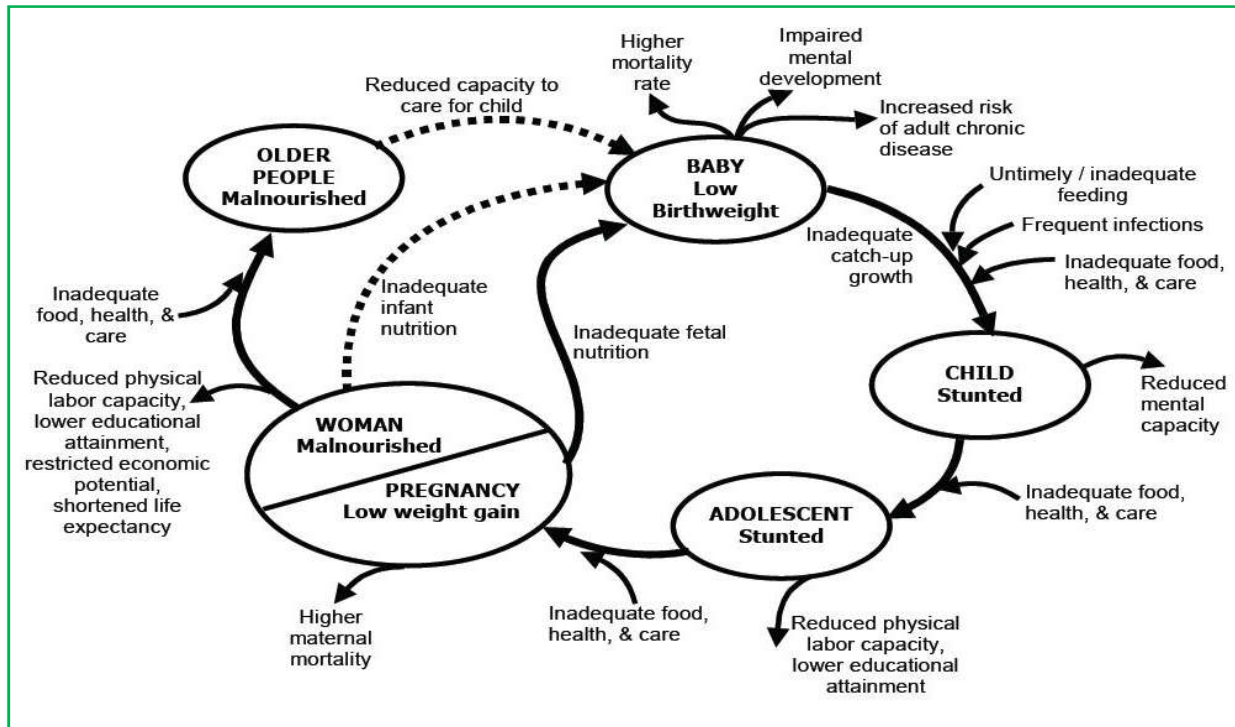 Higher
mortality
rate
Impaired
mental
development
Increased risk
of adult chronic
disease
Reduced capacity to
care for child
OLDER
PEOPLE
Malnourished
BABY
Low
Birthweight
Untimely / inadequate
feeding
Frequent infections
Inadequate food,
health, & care
Inadequate
catch-up
growth
Inadequate
food, health, &
care
Inadequate
infant
nutrition
Inadequate fetal
nutrition
CHILD
Stunted
Reduced
mental
capacity
Reduced physical
labor capacity,
lower educational
attainment,
restricted economic
potential,
shortened life
expectancy
WOMAN
Malnourished
PREGNANCY
Low weight gain
ADOLESCENT
Stunted
Inadequate food,
health, & care
Higher
maternal
mortality
Inadequate food,
health, & care
Reduced physical
labor capacity,
lower educational
attainment